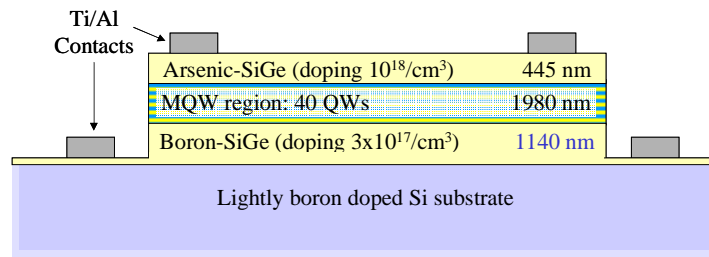 Ti/Al
Contacts
Arsenic-SiGe (doping 10¹⁸/cm³) 445 nm
MQW region: 40 QWs 1980 nm
Boron-SiGe (doping 3x10¹⁷/cm³) 1140 nm
Lightly boron doped Si substrate